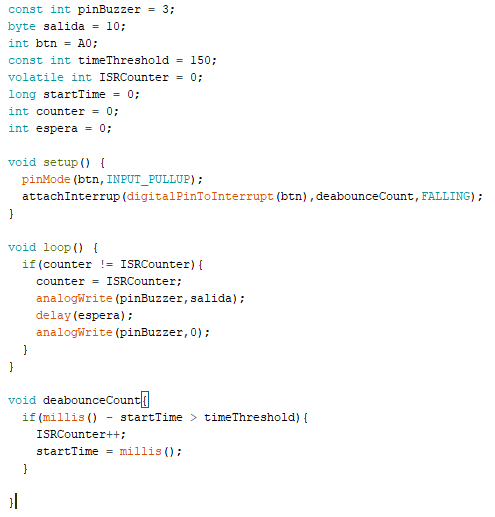 const int pinBuzzer = 3;
byte salida = 10;
int btn = A0;
const int timeThreshold = 150;
volatile int ISRCounter = 0;
long startTime = 0;
int counter = 0;
int espera = 0;

void setup() {
  pinMode(btn,INPUT_PULLUP);
  attachInterrup(digitalPinToInterrupt(btn),deabounceCount,FALLING);
}

void loop() {
  if(counter != ISRCounter){
    counter = ISRCounter;
    analogWrite(pinBuzzer,salida);
    delay(espera);
    analogWrite(pinBuzzer,0);
  }
}

void deabounceCount{
  if(millis() - startTime > timeThreshold){
    ISRCounter++;
    startTime = millis();
  }

}